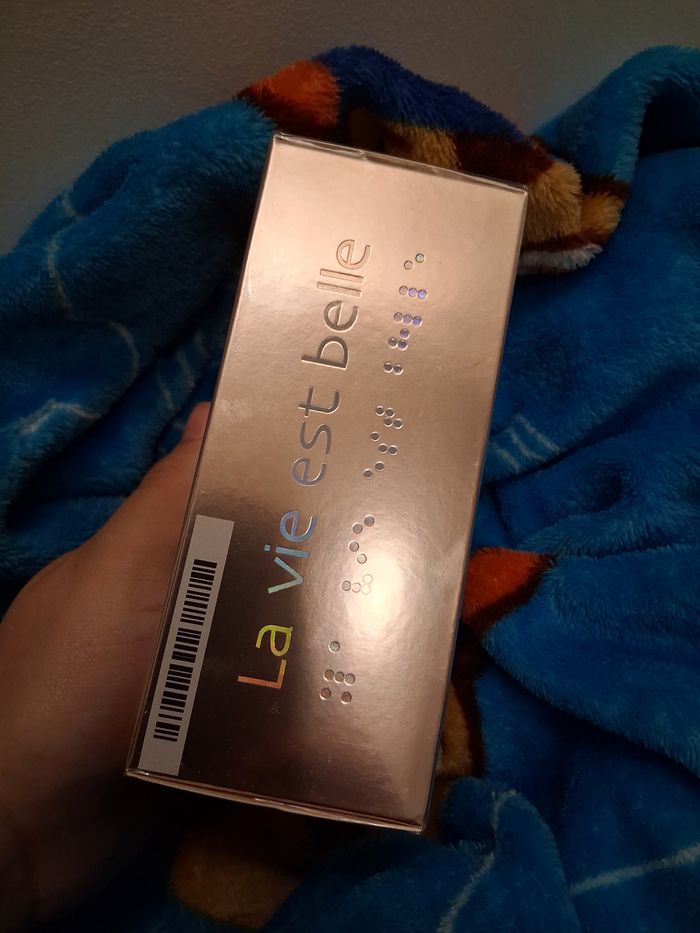 La vie est belle
⠨⠇⠁ ⠧⠊⠑ ⠑⠎⠞ ⠃⠑⠇⠇⠑